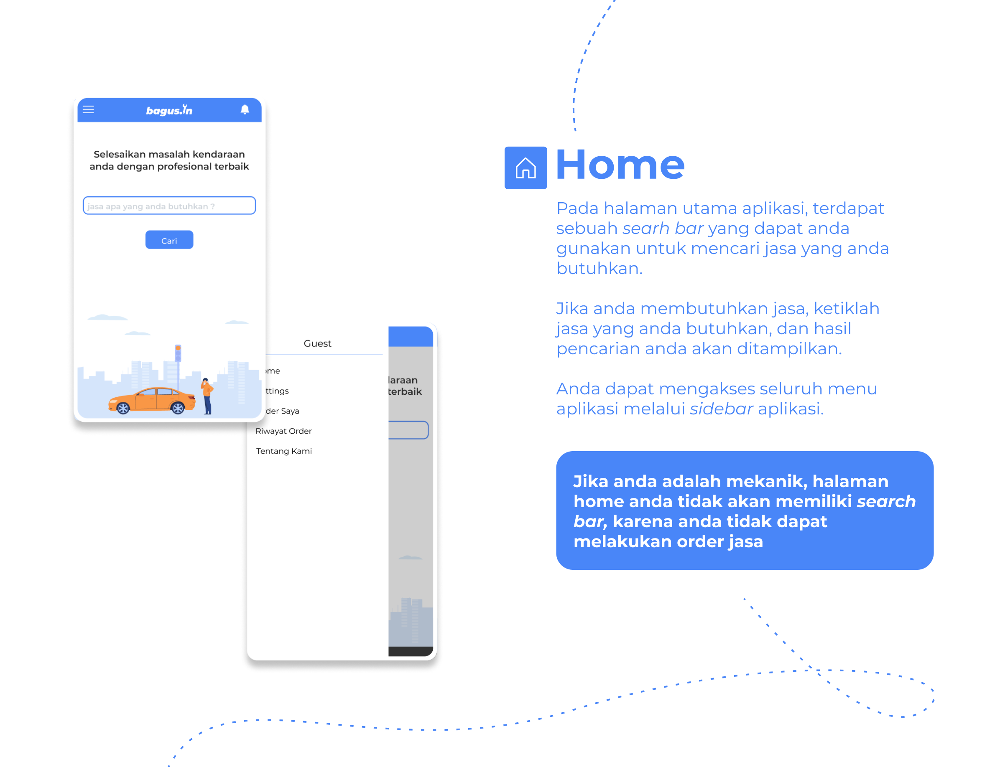 bagus.in
Selesaikan masalah kendaraan
anda dengan profesional terbaik
jasa apa yang anda butuhkan ?
Cari
Guest
ome
ttings
der Saya
Riwayat Order
Tentang Kami
laraan
terbaik
Home
Pada halaman utama aplikasi, terdapat
sebuah searh bar yang dapat anda
gunakan untuk mencari jasa yang anda
butuhkan.
Jika anda membutuhkan jasa, ketiklah
jasa yang anda butuhkan, dan hasil
pencarian anda akan ditampilkan.
Anda dapat mengakses seluruh menu
aplikasi melalui sidebar aplikasi.
Jika anda adalah mekanik, halaman
home anda tidak akan memiliki search
bar, karena anda tidak dapat
melakukan order jasa